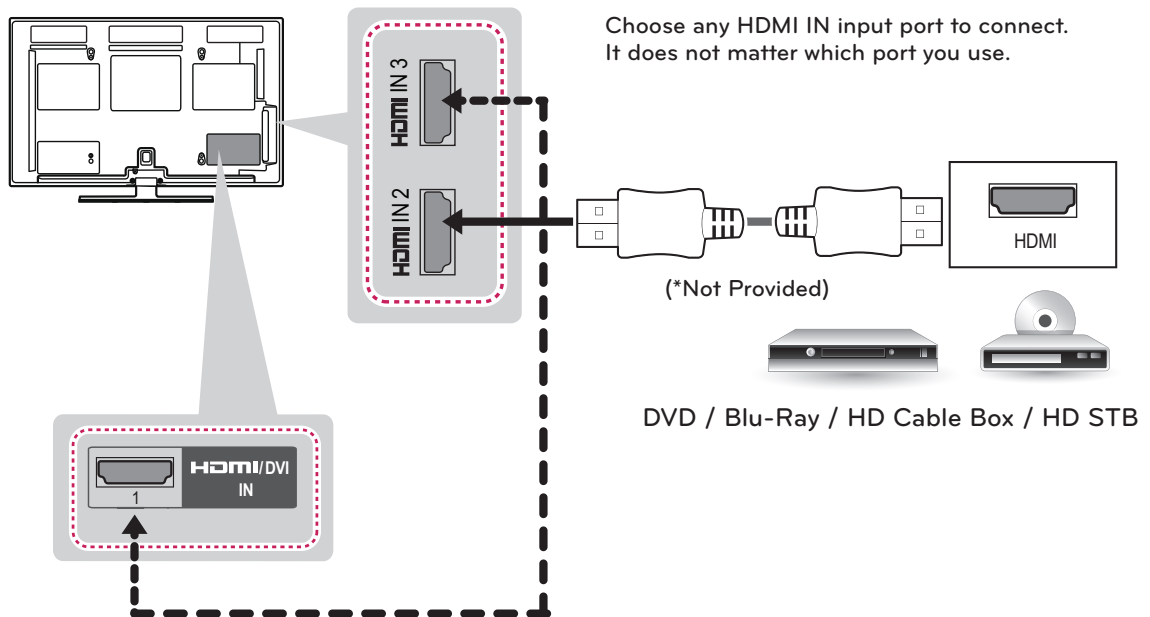 Choose any HDMI IN input port to connect.
It does not matter which port you use.
HDMI IN 3
HDMI IN 2
HDMI
(*Not Provided)
DVD / Blu-Ray / HD Cable Box / HD STB
HDMI/DVI
IN
1